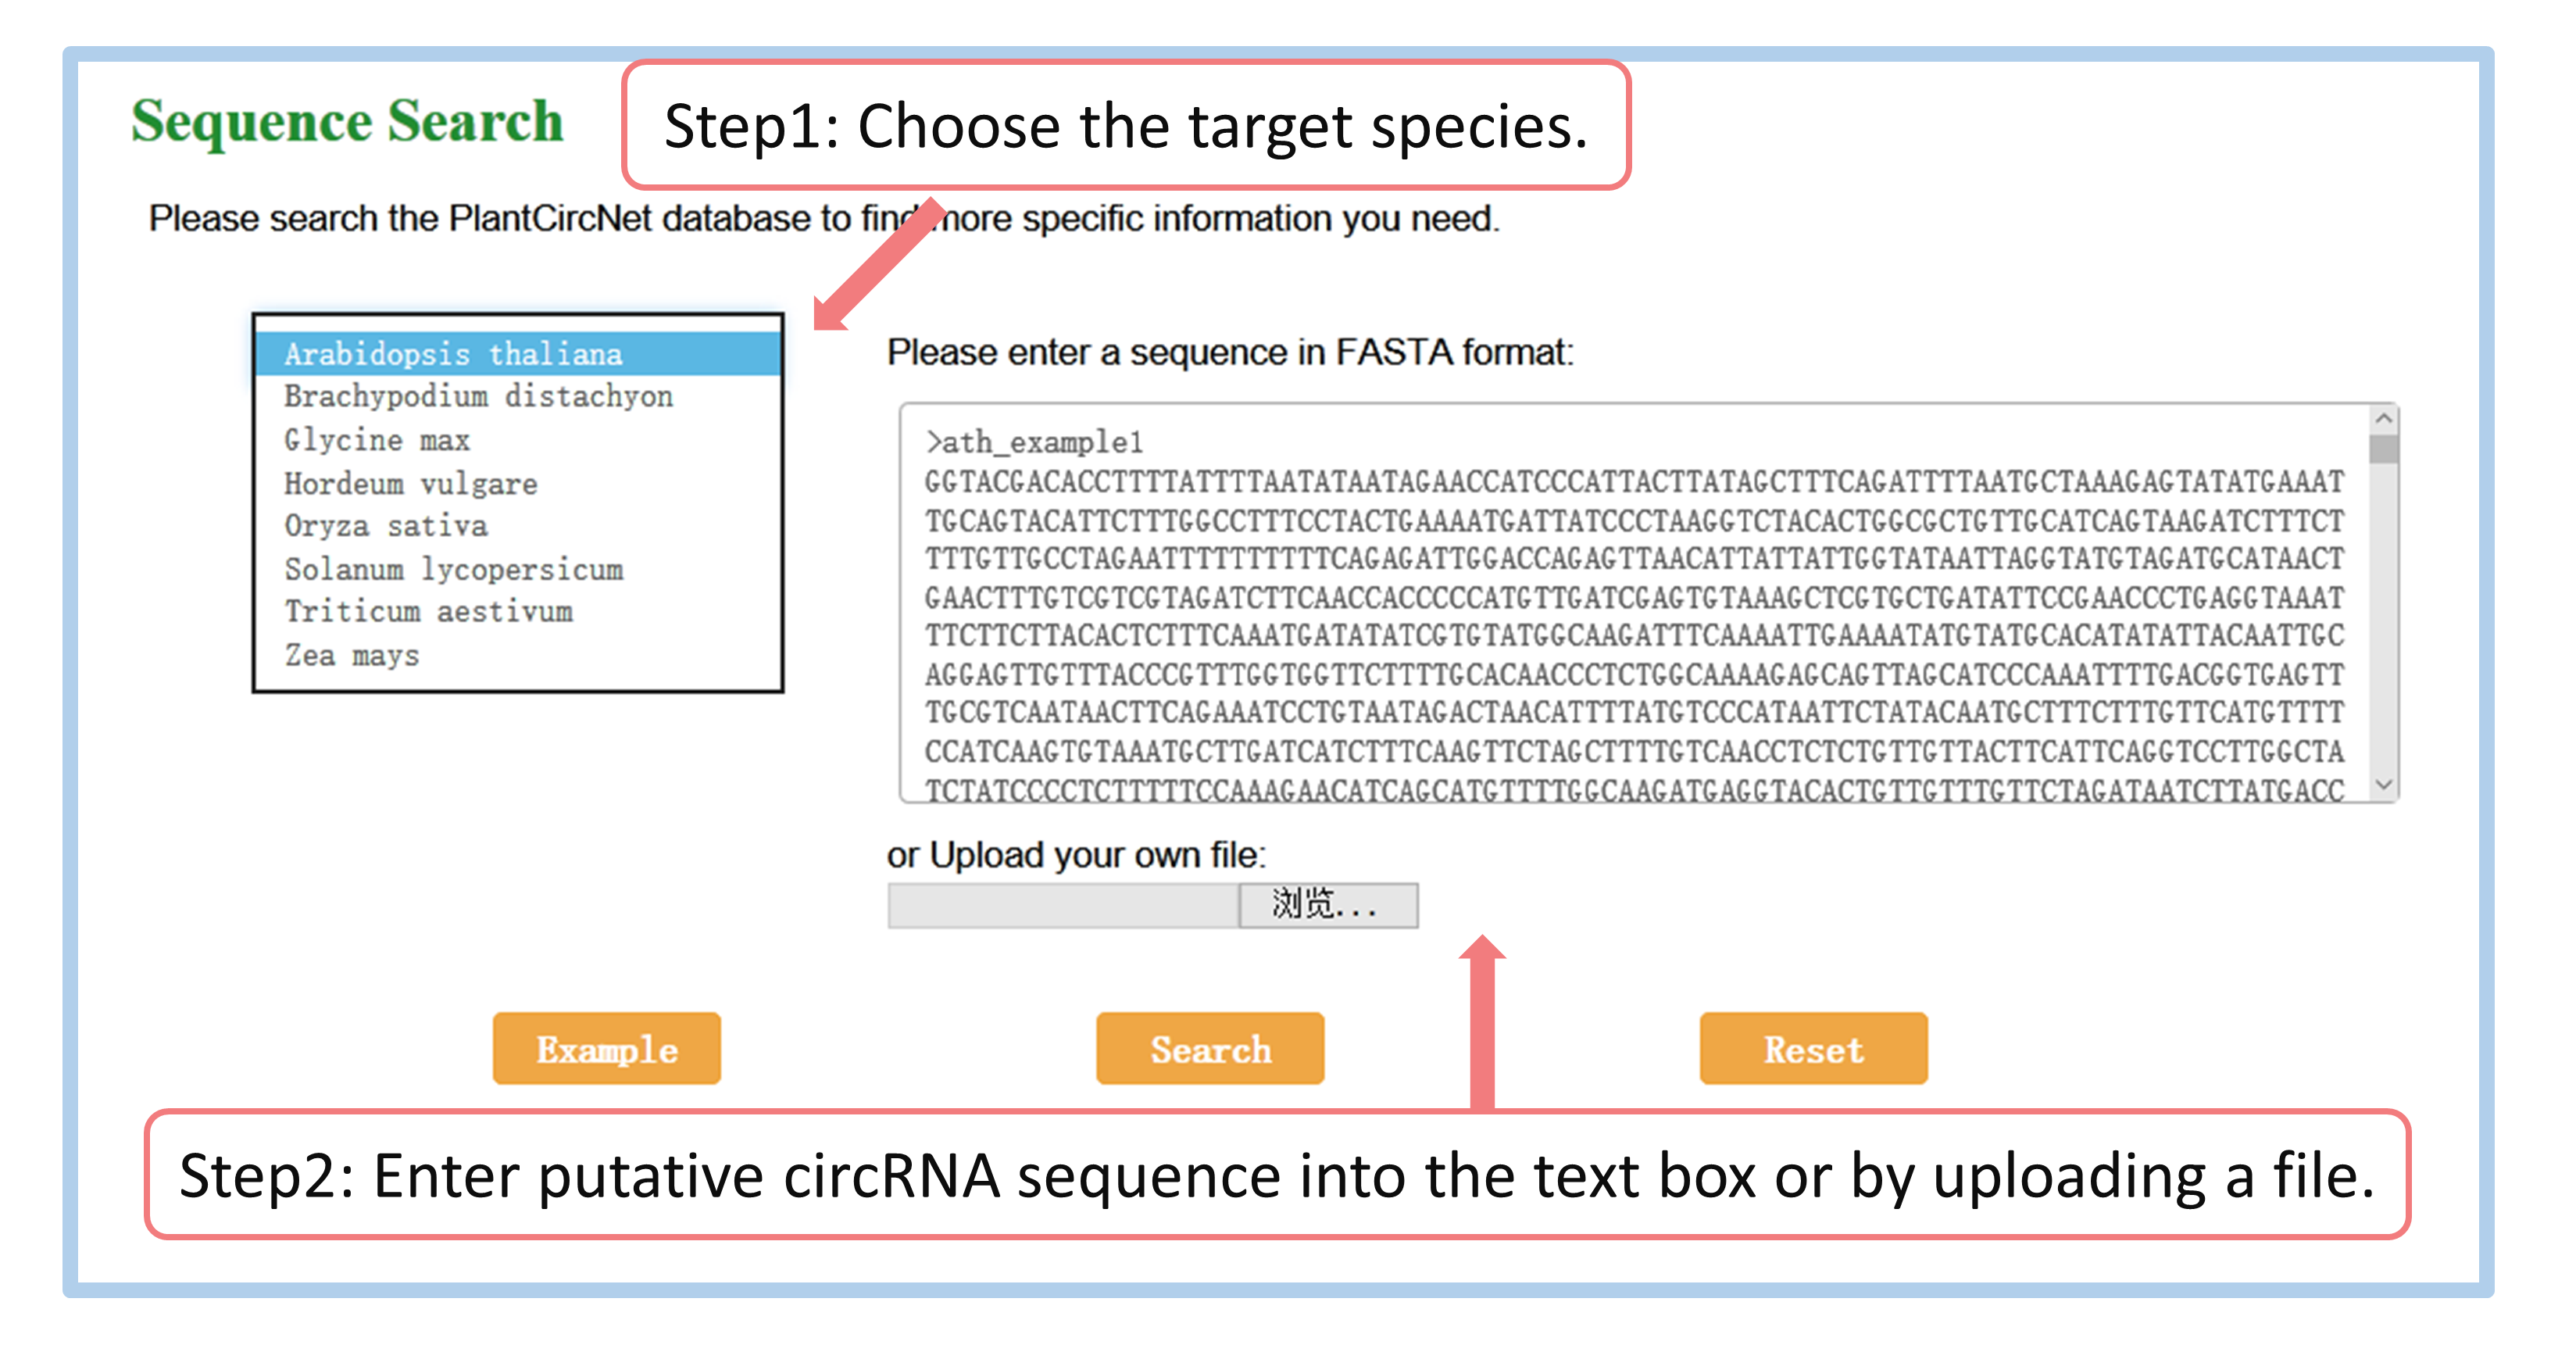 Sequence Search
Step1: Choose the target species.
Please search the PlantCircNet database to find more specific information you need.
Arabidopsis thaliana
Brachypodium distachyon
Glycine max
Hordeum vulgare
Oryza sativa
Solanum lycopersicum
Triticum aestivum
Zea mays
Please enter a sequence in FASTA format:
>ath_example1
GGTACGACACCTTTTATTTTAATATAATAGAACCATCCCATTACTTATAGCTTTCAGATTTTAATGCTAAAGAGTATATGAAAT
TGCAGTACATTCTTTGGCCTTTCCTACTGAAAATGATTATCCCTAAGGTCTACACTGGCGCTGTTGCATCAGTAAGATCTTTCT
TTTGTTGCCTAGAATTTTTTTTTTCAGAGATTGGACCAGAGTTAACATTATTATTGGTATAATTAGGTATGTAGATGCATAACT
GAACTTTGTCGTCGTAGATCTTCAACCACCCCCATGTTGATCGAGTGTAAAGCTCGTGCTGATATTCCGAACCCTGAGGTAAAT
TTCTTCTTACACTCTTTCAAATGATATATCGTGTATGGCAAGATTTCAAAATTGAAAATATGTATGCACATATATTACAATTGC
AGGAGTTGTTTACCCGTTTGGTGGTTCTTTTGCACAACCCTCTGGCAAAAGAGCAGTTAGCATCCCAAATTTTGACGGTGAGTT
TGCGTCAATAACTTCAGAAATCCTGTAATAGACTAACATTTTATGTCCCATAATTCTATACAATGCTTTCTTTGTTCATGTTTT
CCATCAAGTGTAAATGCTTGATCATCTTTCAAGTTCTAGCTTTTGTCAACCTCTCTGTTGTTACTTCATTCAGGTCCTTGGCTA
TCTATCCCCTCTTTTTCCAAAGAACATCAGCATGTTTTGGCAAGATGAGGTACACTGTTGTTTGTTCTAGATAATCTTATGACC
or Upload your own file:
浏览...
Example
Search
Reset
Step2: Enter putative circRNA sequence into the text box or by uploading a file.